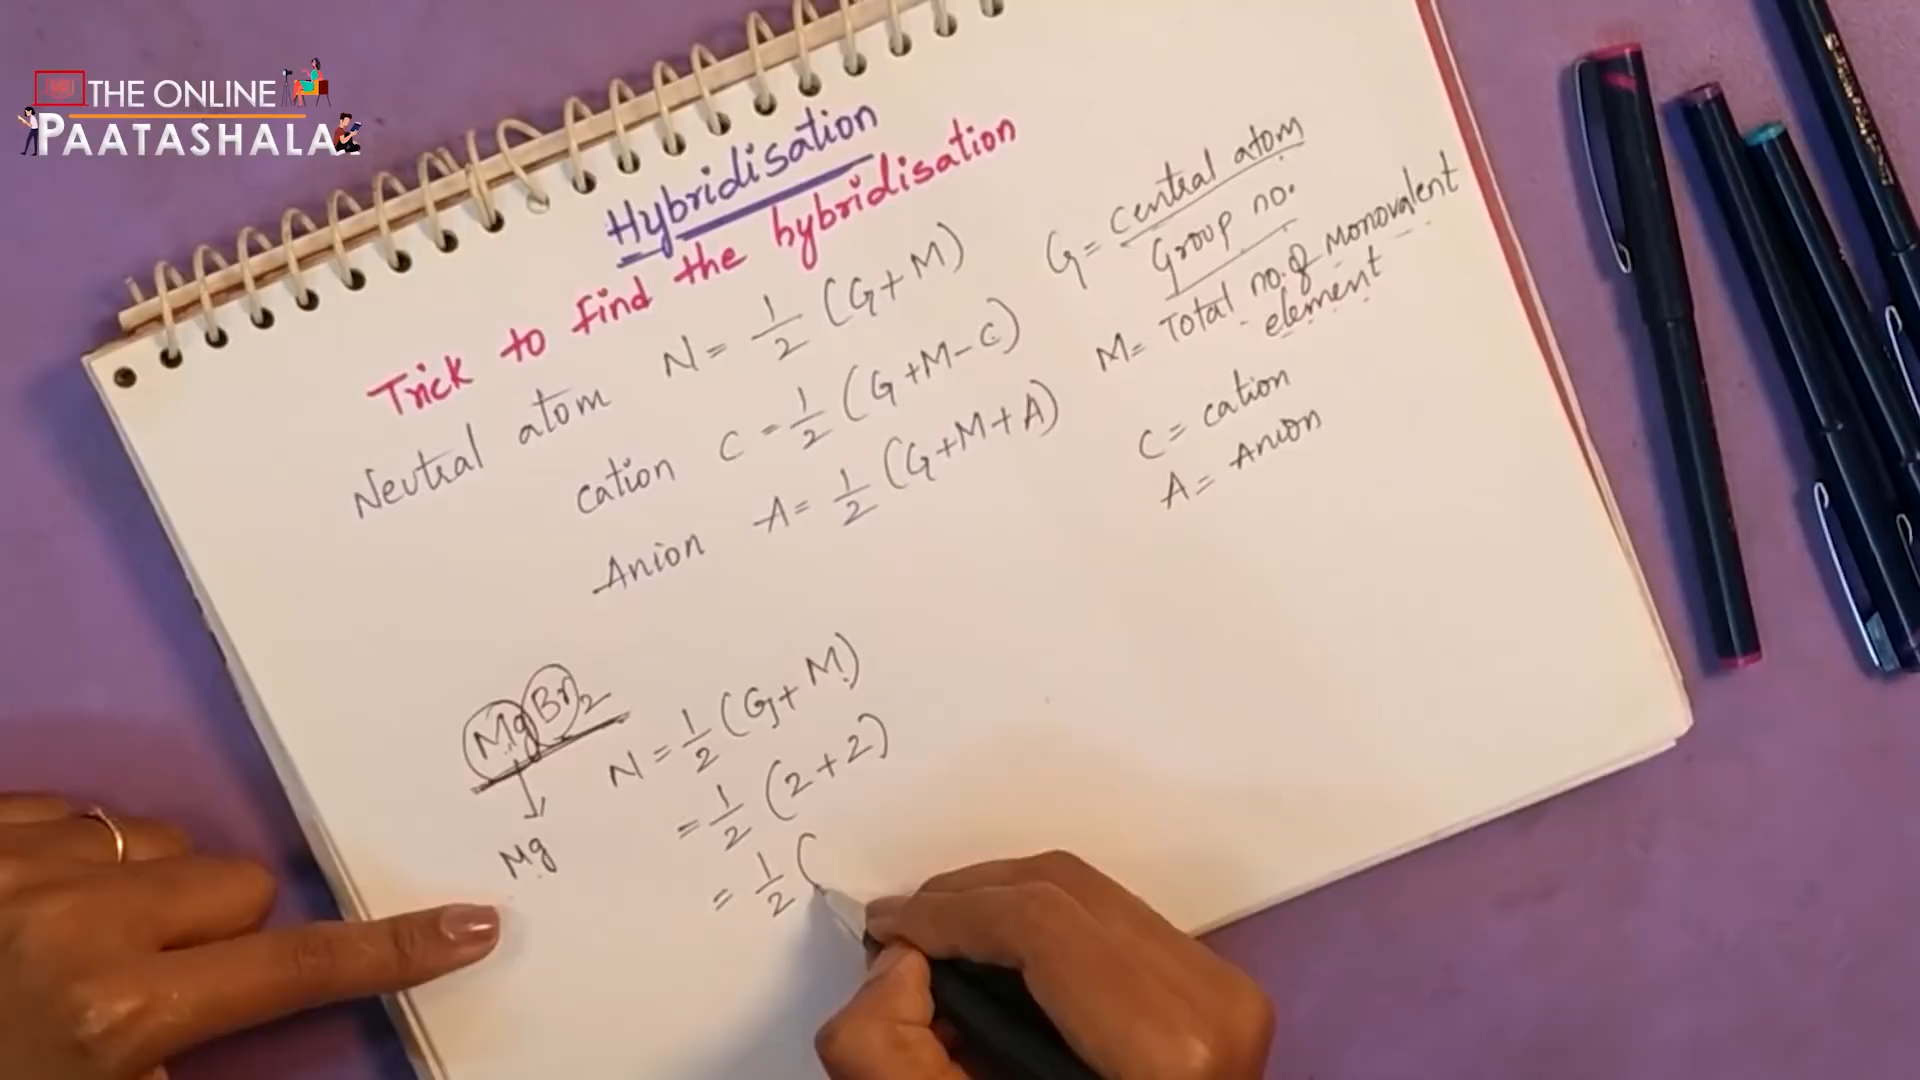 THE ONLINE
PAATASHALA
Hybridisation
Trick to find the hybridisation
Neutral atom N = 1/2 (G+M)
cation C = 1/2 (G+M-C)
Anion A = 1/2 (G+M+A)
G = central atom
Group no.
M = Total no. of Monovalent
element
C = cation
A = Anion
MgBr2
Mg
N = 1/2 (G+M)
= 1/2 (2+2)
= 1/2 (